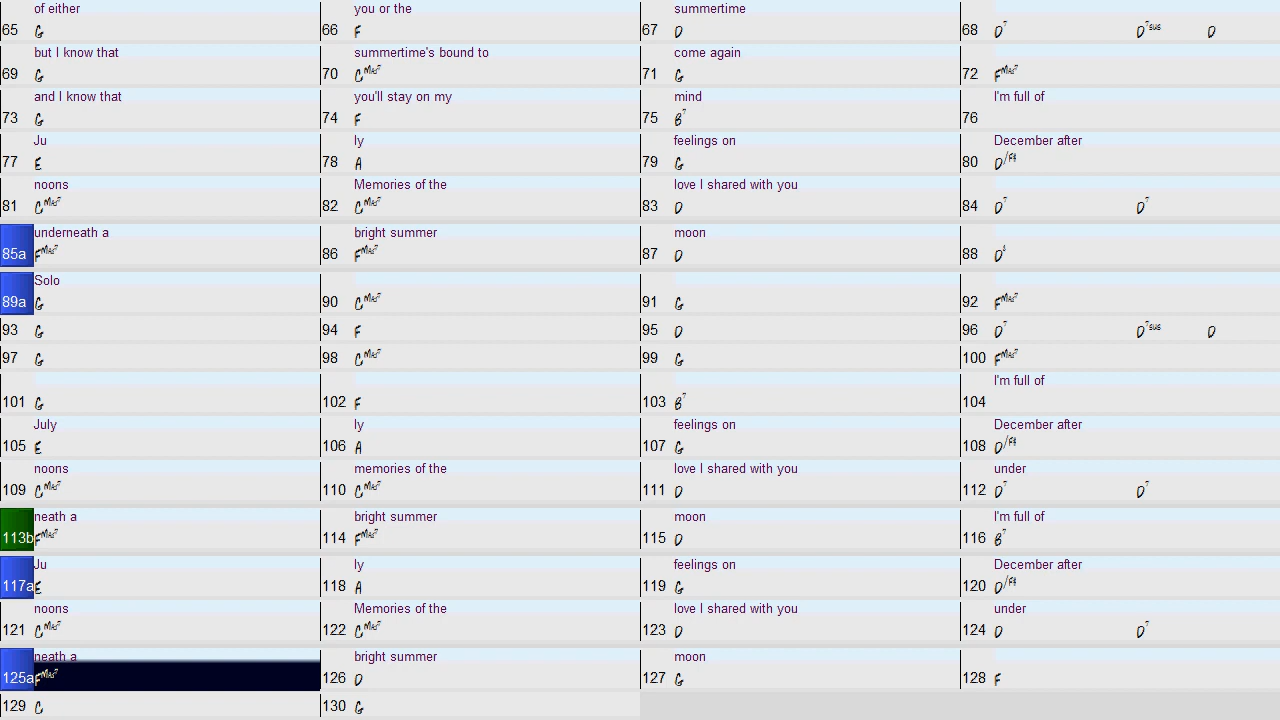 of either you or the summertime
65 G 66 F 67 D 68 D7 D7sus D
but I know that summertime's bound to come again
69 G 70 CMaj7 71 G 72 FMaj7
and I know that you'll stay on my mind I'm full of
73 G 74 F 75 B7 76
Ju ly feelings on December after
77 E 78 A 79 G 80 D/F#
noons Memories of the love I shared with you
81 CMaj7 82 CMaj7 83 D 84 D7 D7
underneath a bright summer moon
85a FMaj7 86 FMaj7 87 D 88 D
Solo
89a G 90 CMaj7 91 G 92 FMaj7
93 G 94 F 95 D 96 D7 D7sus D
97 G 98 CMaj7 99 G 100 FMaj7
I'm full of
101 G 102 F 103 B7 104
July ly feelings on December after
105 E 106 A 107 G 108 D/F#
noons memories of the love I shared with you under
109 CMaj7 110 CMaj7 111 D 112 D7 D7
neath a bright summer moon I'm full of
113b FMaj7 114 FMaj7 115 D 116 B7
Ju ly feelings on December after
117a E 118 A 119 G 120 D/F#
noons Memories of the love I shared with you under
121 CMaj7 122 CMaj7 123 D 124 D D7
neath a bright summer moon
125a FMaj7 126 D 127 G 128 F
129 C 130 G